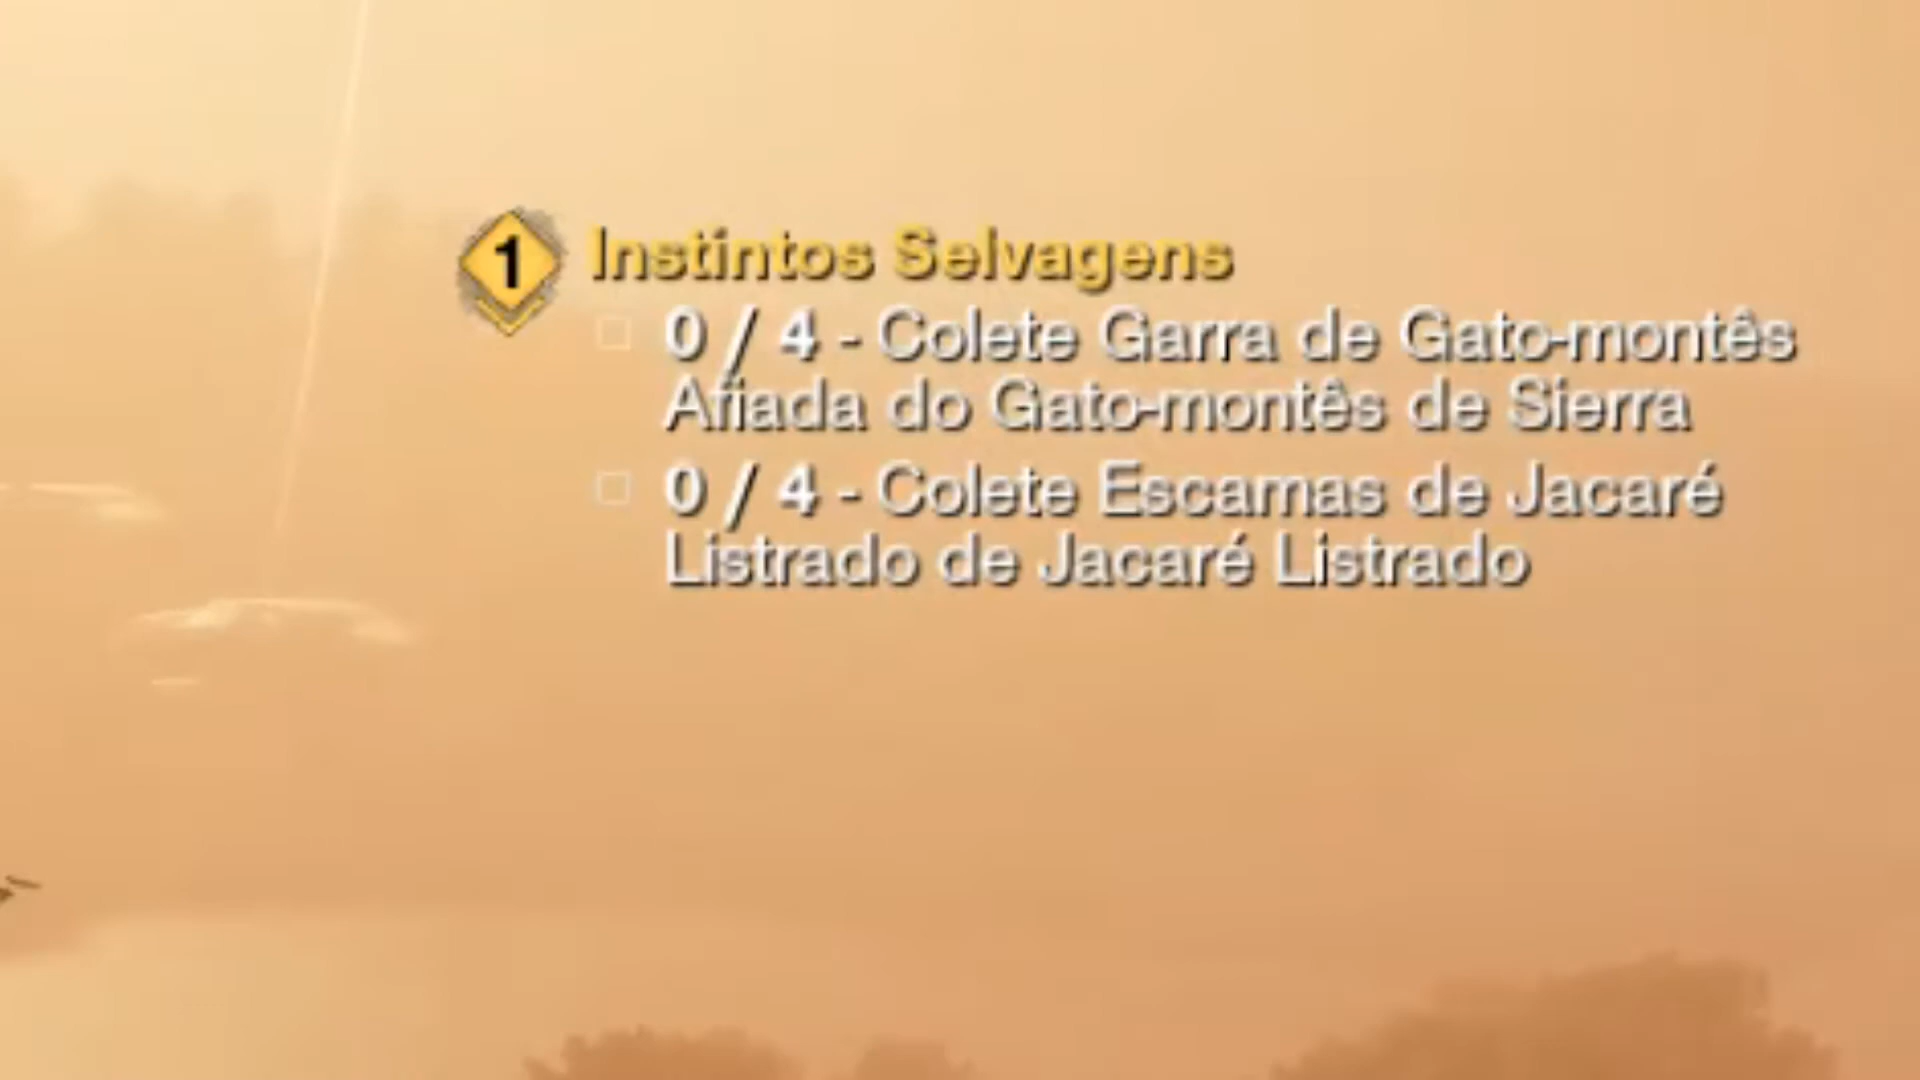 1 Instintos Selvagens
0 / 4 - Colete Garra de Gato-montês
Afiada do Gato-montês de Sierra
0 / 4 - Colete Escamas de Jacaré
Listrado de Jacaré Listrado